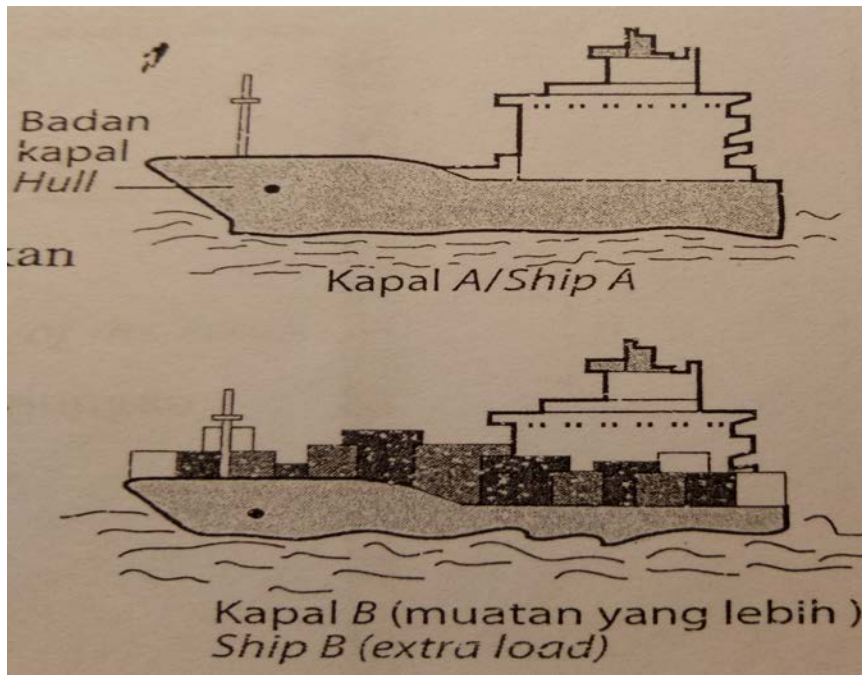 Badan
kapal
Hull
kan
Kapal A/Ship A
Kapal B (muatan yang lebih )
Ship B (extra load)